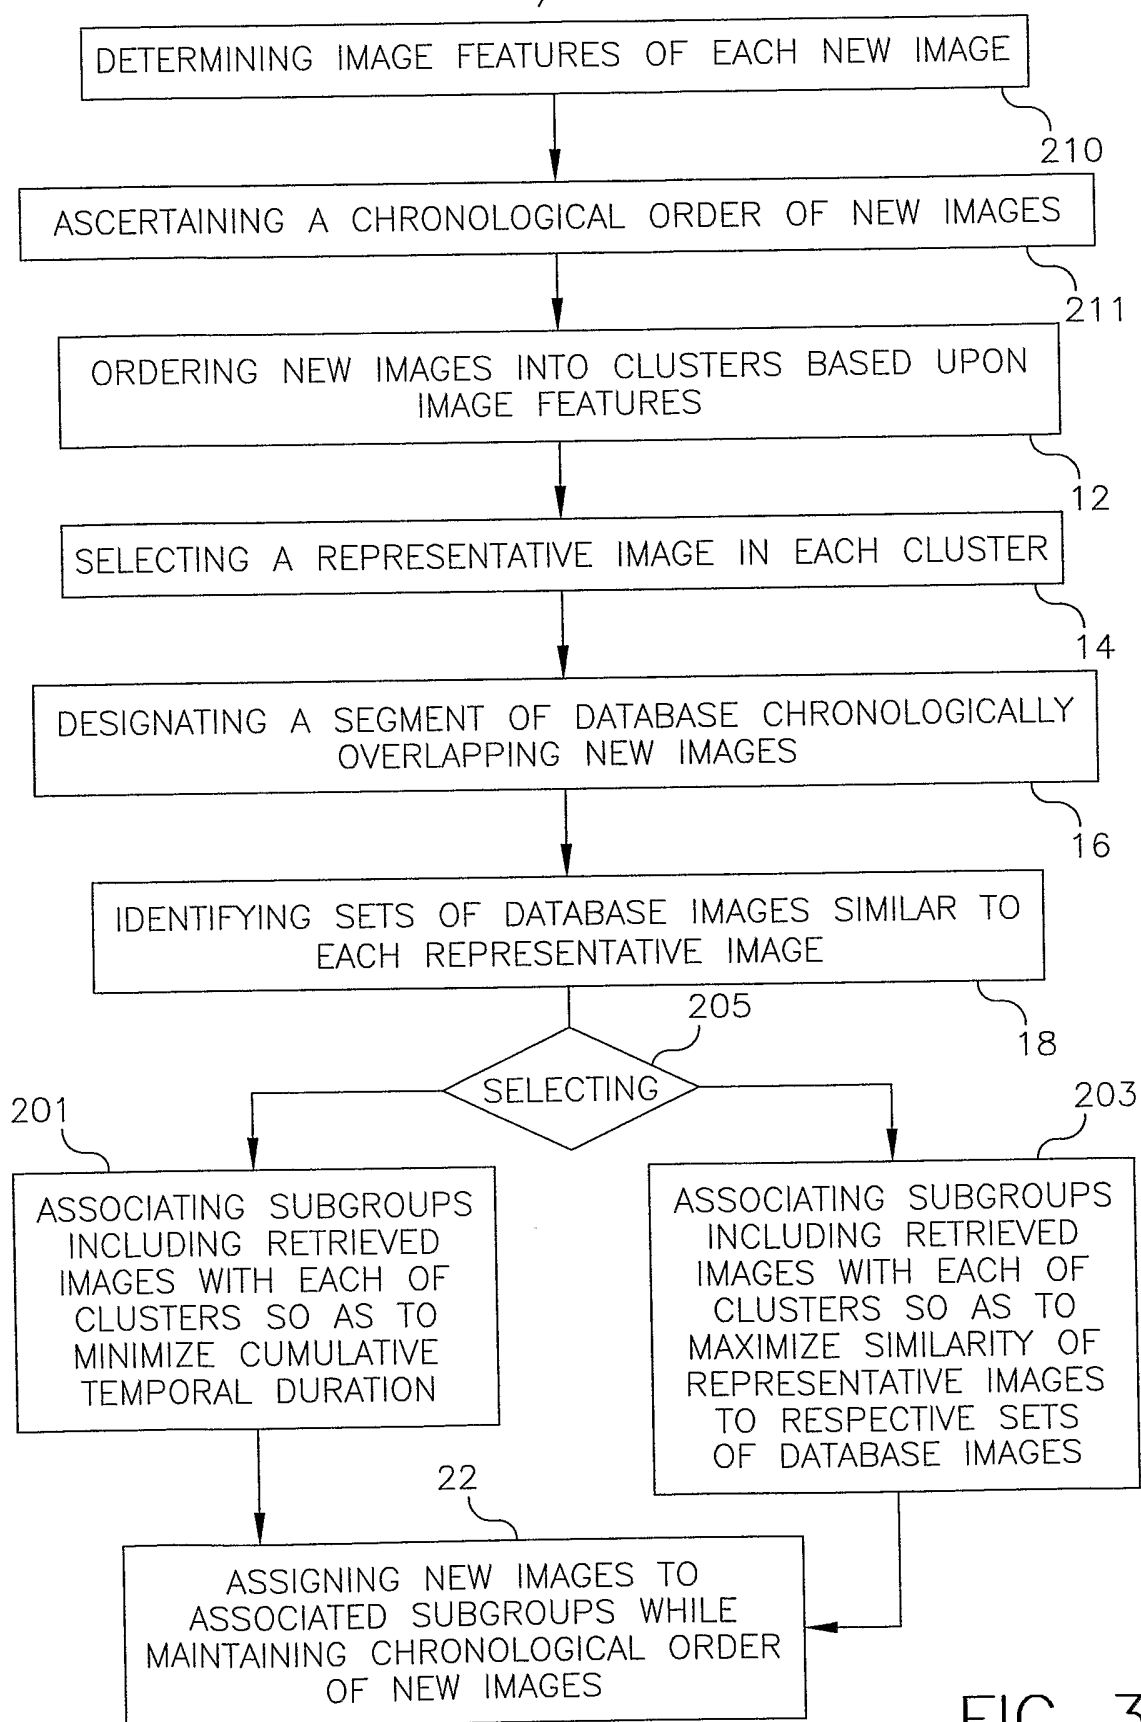 DETERMINING IMAGE FEATURES OF EACH NEW IMAGE
210
ASCERTAINING A CHRONOLOGICAL ORDER OF NEW IMAGES
211
ORDERING NEW IMAGES INTO CLUSTERS BASED UPON
IMAGE FEATURES
12
SELECTING A REPRESENTATIVE IMAGE IN EACH CLUSTER
14
DESIGNATING A SEGMENT OF DATABASE CHRONOLOGICALLY
OVERLAPPING NEW IMAGES
16
IDENTIFYING SETS OF DATABASE IMAGES SIMILAR TO
EACH REPRESENTATIVE IMAGE
18
205
SELECTING
201
ASSOCIATING SUBGROUPS
INCLUDING RETRIEVED
IMAGES WITH EACH OF
CLUSTERS SO AS TO
MINIMIZE CUMULATIVE
TEMPORAL DURATION
203
ASSOCIATING SUBGROUPS
INCLUDING RETRIEVED
IMAGES WITH EACH OF
CLUSTERS SO AS TO
MAXIMIZE SIMILARITY OF
REPRESENTATIVE IMAGES
TO RESPECTIVE SETS
OF DATABASE IMAGES
22
ASSIGNING NEW IMAGES TO
ASSOCIATED SUBGROUPS WHILE
MAINTAINING CHRONOLOGICAL ORDER
OF NEW IMAGES
FIG. 3